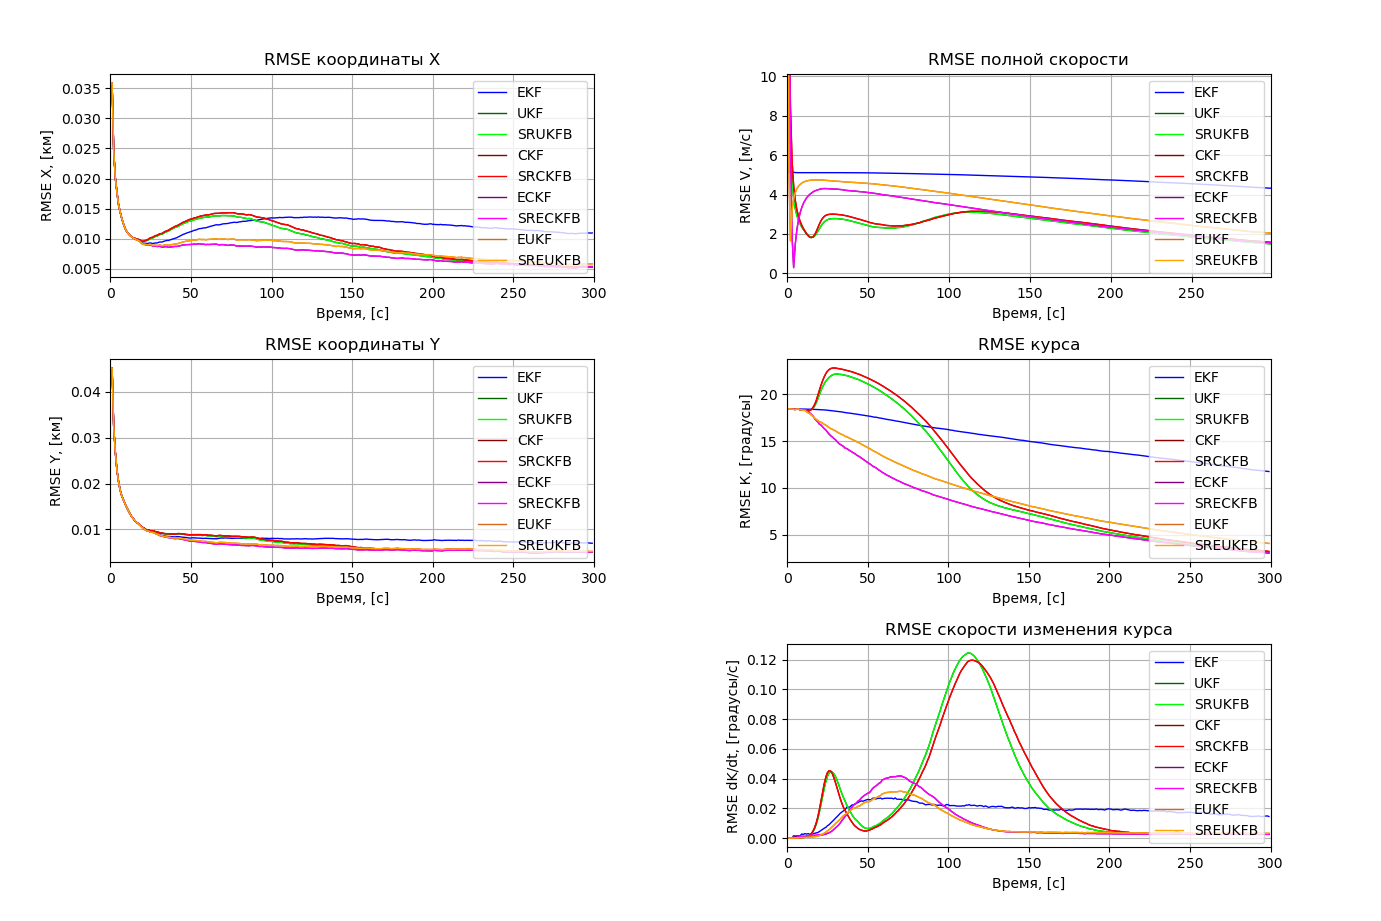 RMSE координаты X
RMSE X, [км]
0.035
0.030
0.025
0.020
0.015
0.010
0.005
0 50 100 150 200 250 300
Время, [с]
EKF
UKF
SRUKFB
CKF
SRCKFB
ECKF
SRECKFB
EUKF
SREUKFB
RMSE полной скорости
RMSE V, [м/с]
10
8
6
4
2
0
0 50 100 150 200 250
Время, [с]
EKF
UKF
SRUKFB
CKF
SRCKFB
ECKF
SRECKFB
EUKF
SREUKFB
RMSE координаты Y
RMSE Y, [км]
0.04
0.03
0.02
0.01
0 50 100 150 200 250 300
Время, [с]
EKF
UKF
SRUKFB
CKF
SRCKFB
ECKF
SRECKFB
EUKF
SREUKFB
RMSE курса
RMSE K, [градусы]
20
15
10
5
0 50 100 150 200 250 300
Время, [с]
EKF
UKF
SRUKFB
CKF
SRCKFB
ECKF
SRECKFB
EUKF
SREUKFB
RMSE скорости изменения курса
RMSE dK/dt, [градусы/с]
0.12
0.10
0.08
0.06
0.04
0.02
0.00
0 50 100 150 200 250 300
Время, [с]
EKF
UKF
SRUKFB
CKF
SRCKFB
ECKF
SRECKFB
EUKF
SREUKFB